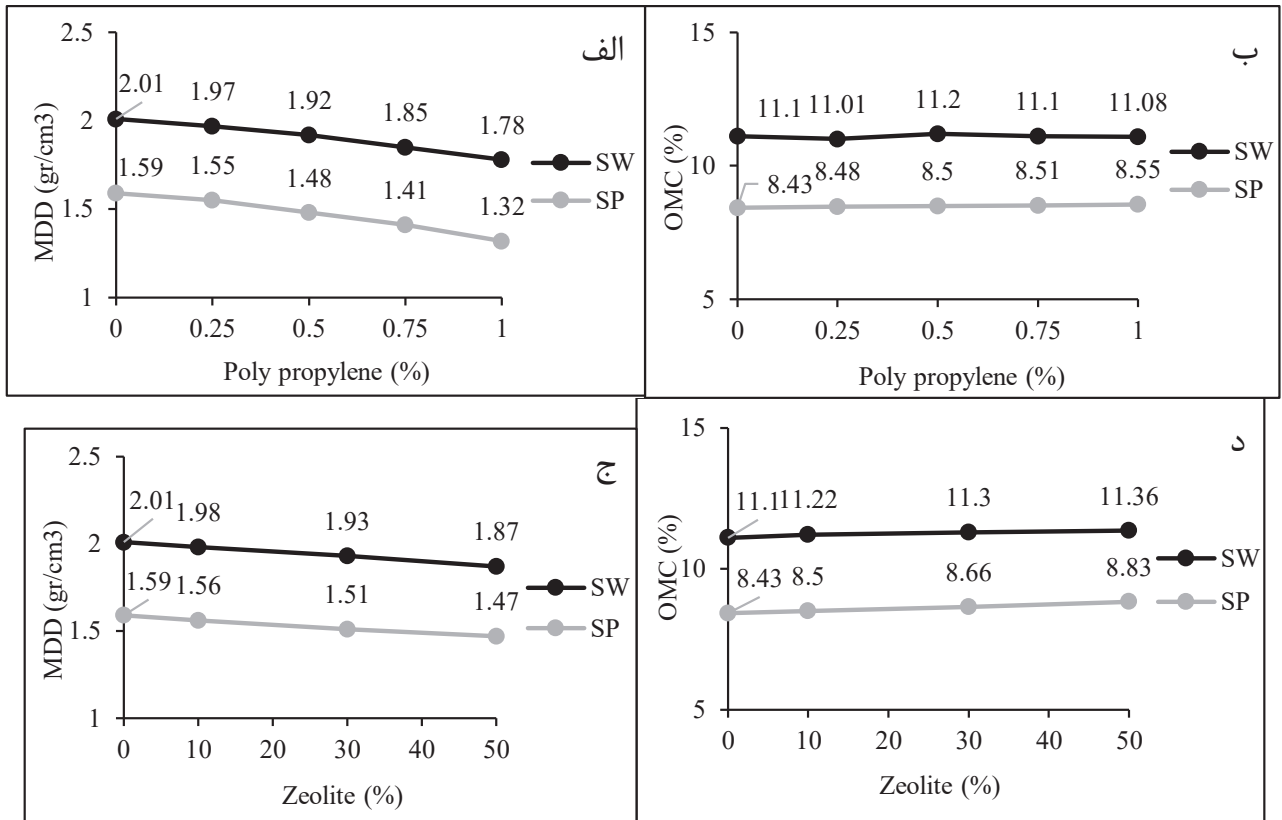 الف
2.5
2
1.5
1
MDD (gr/cm3)
2.01 1.97 1.92 1.85 1.78
1.59 1.55 1.48 1.41 1.32
SW
SP
0 0.25 0.5 0.75 1
Poly propylene (%)
ب
15
10
5
OMC (%)
11.1 11.01 11.2 11.1 11.08
8.43 8.48 8.5 8.51 8.55
SW
SP
0 0.25 0.5 0.75 1
Poly propylene (%)
ج
2.5
2
1.5
1
MDD (gr/cm3)
2.01 1.98 1.93 1.87
1.59 1.56 1.51 1.47
SW
SP
0 10 20 30 40 50
Zeolite (%)
د
15
10
5
OMC (%)
11.1 11.22 11.3 11.36
8.43 8.5 8.66 8.83
SW
SP
0 10 20 30 40 50
Zeolite (%)